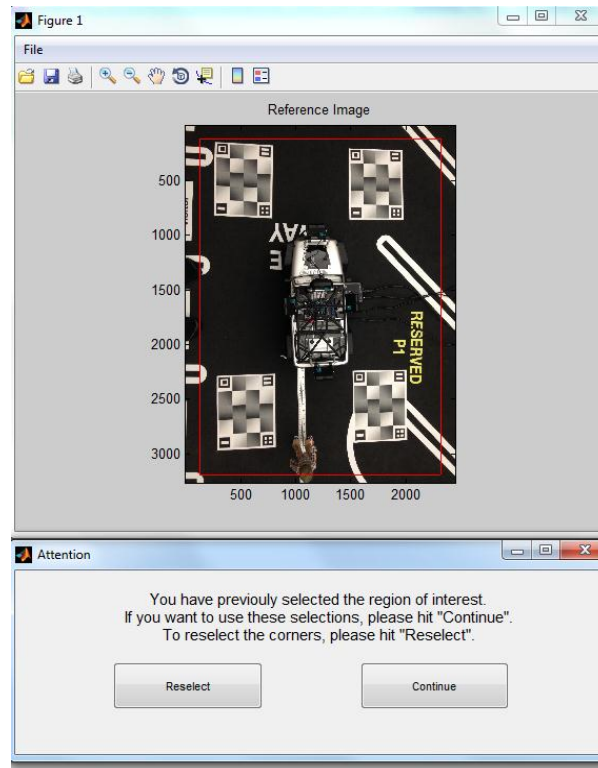 Figure 1
File
Reference Image
500
1000
1500
2000
2500
3000
WAY
E
RESERVED
P1
500 1000 1500 2000
Attention
You have previouly selected the region of interest.
If you want to use these selections, please hit "Continue".
To reselect the corners, please hit "Reselect".
Reselect Continue